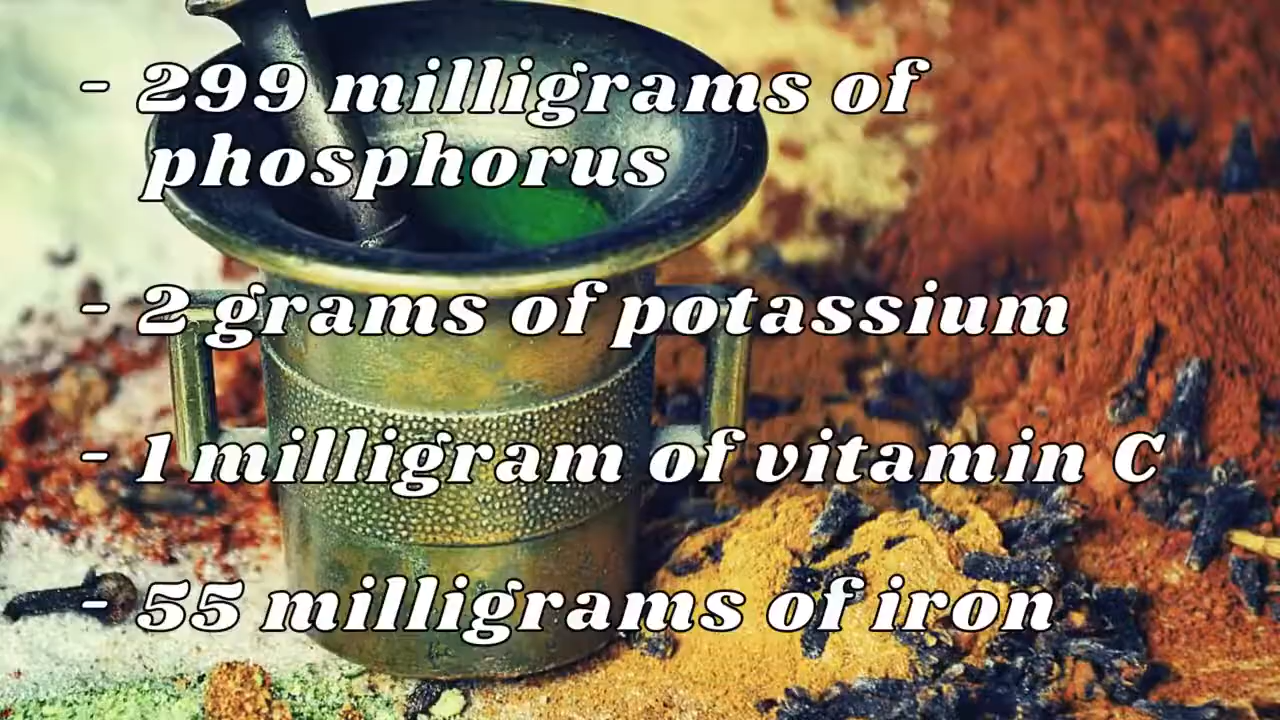 - 299 milligrams of
phosphorus
- 2 grams of potassium
- 1 milligram of vitamin C
- 55 milligrams of iron